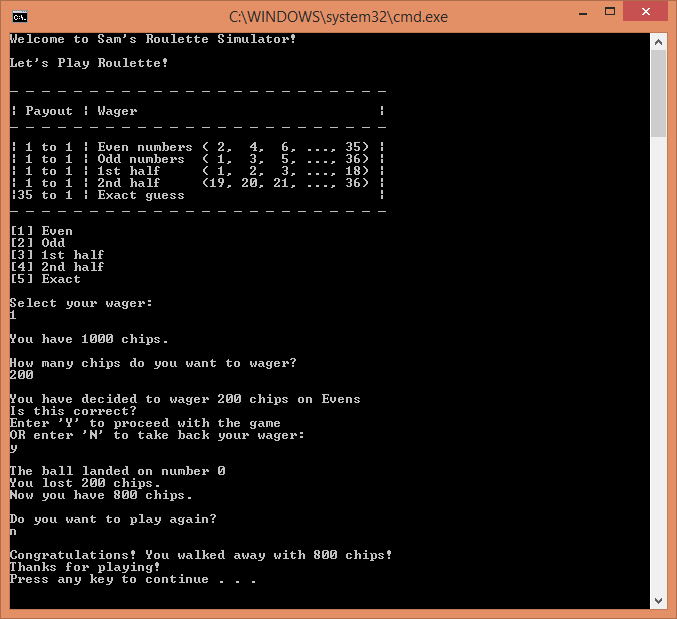 C:\WINDOWS\system32\cmd.exe
Welcome to Sam's Roulette Simulator!
Let's Play Roulette!
_ _ _ _ _ _ _ _ _ _ _ _ _ _ _ _ _ _ _ _ _ _ _ _
¦ Payout ¦ Wager ¦
_ _ _ _ _ _ _ _ _ _ _ _ _ _ _ _ _ _ _ _ _ _ _ _
¦ 1 to 1 ¦ Even numbers ( 2, 4, 6, ..., 35) ¦
¦ 1 to 1 ¦ Odd numbers ( 1, 3, 5, ..., 36) ¦
¦ 1 to 1 ¦ 1st half ( 1, 2, 3, ..., 18) ¦
¦ 1 to 1 ¦ 2nd half (19, 20, 21, ..., 36) ¦
¦35 to 1 ¦ Exact guess ¦
_ _ _ _ _ _ _ _ _ _ _ _ _ _ _ _ _ _ _ _ _ _ _ _
[1] Even
[2] Odd
[3] 1st half
[4] 2nd half
[5] Exact
Select your wager:
1
You have 1000 chips.
How many chips do you want to wager?
200
You have decided to wager 200 chips on Evens
Is this correct?
Enter 'Y' to proceed with the game
OR enter 'N' to take back your wager:
y
The ball landed on number 0
You lost 200 chips.
Now you have 800 chips.
Do you want to play again?
n
Congratulations! You walked away with 800 chips!
Thanks for playing!
Press any key to continue . . .